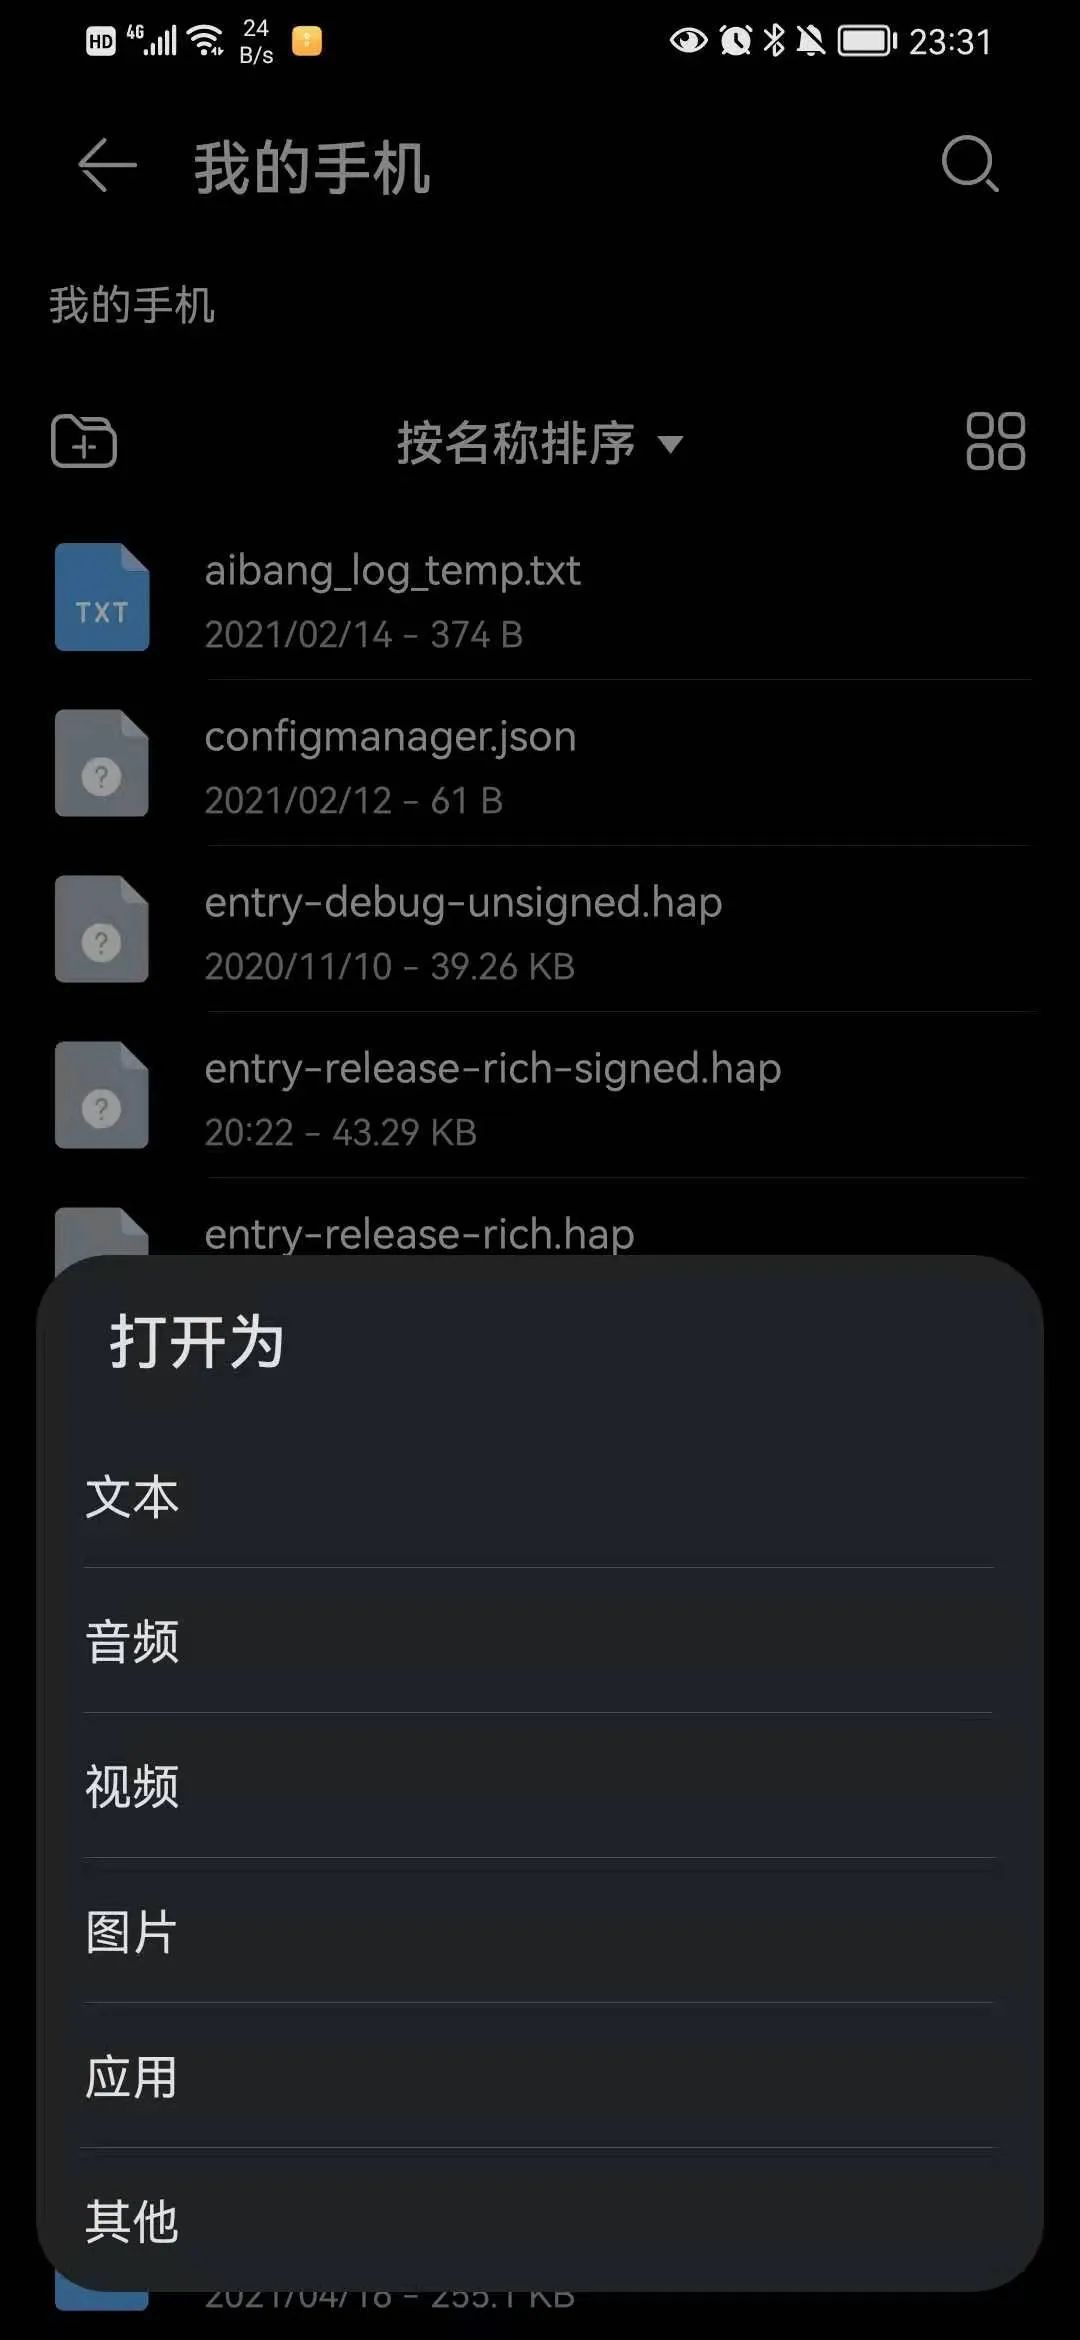 HD 4G 24 B/s 23:31
我的手机
我的手机
按名称排序
TXT
aibang_log_temp.txt
2021/02/14 - 374 B
?
configmanager.json
2021/02/12 - 61 B
?
entry-debug-unsigned.hap
2020/11/10 - 39.26 KB
?
entry-release-rich-signed.hap
20:22 - 43.29 KB
entry-release-rich.hap
打开为
文本
音频
视频
图片
应用
其他
2021/04/16 - 255.1 KB